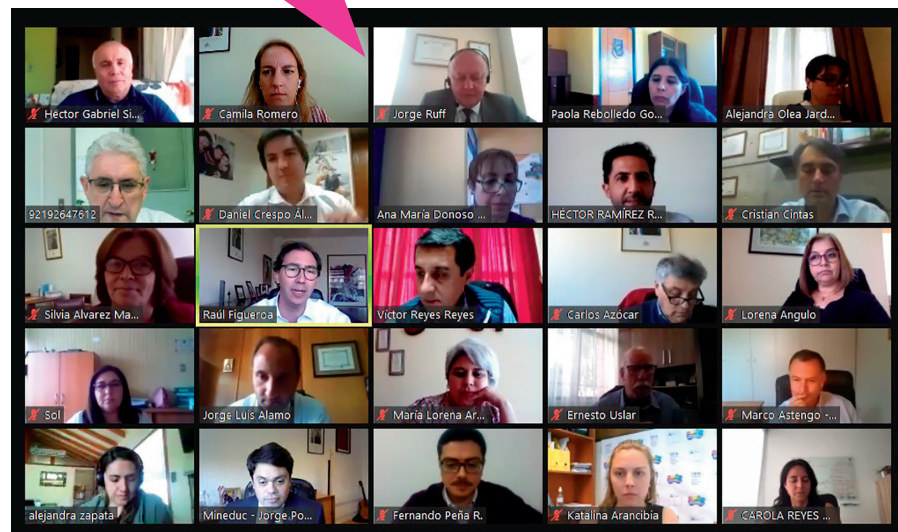 Hector Gabriel Si...
Camila Romero
Jorge Ruff
Paola Rebolledo Go...
Alejandra Olea Jard...
92192647612
Daniel Crespo Ál...
Ana María Donoso ...
HÉCTOR RAMÍREZ R...
Cristian Cintas
Silvia Alvarez Ma...
Raúl Figueroa
Víctor Reyes Reyes
Carlos Azócar
Lorena Angulo
Sol
Jorge Luis Alamo
María Lorena Ar...
Ernesto Uslar
Marco Astengo -...
alejandra zapata
Mineduc - Jorge Po...
Fernando Peña R.
Katalina Arancibia
CAROLA REYES ...